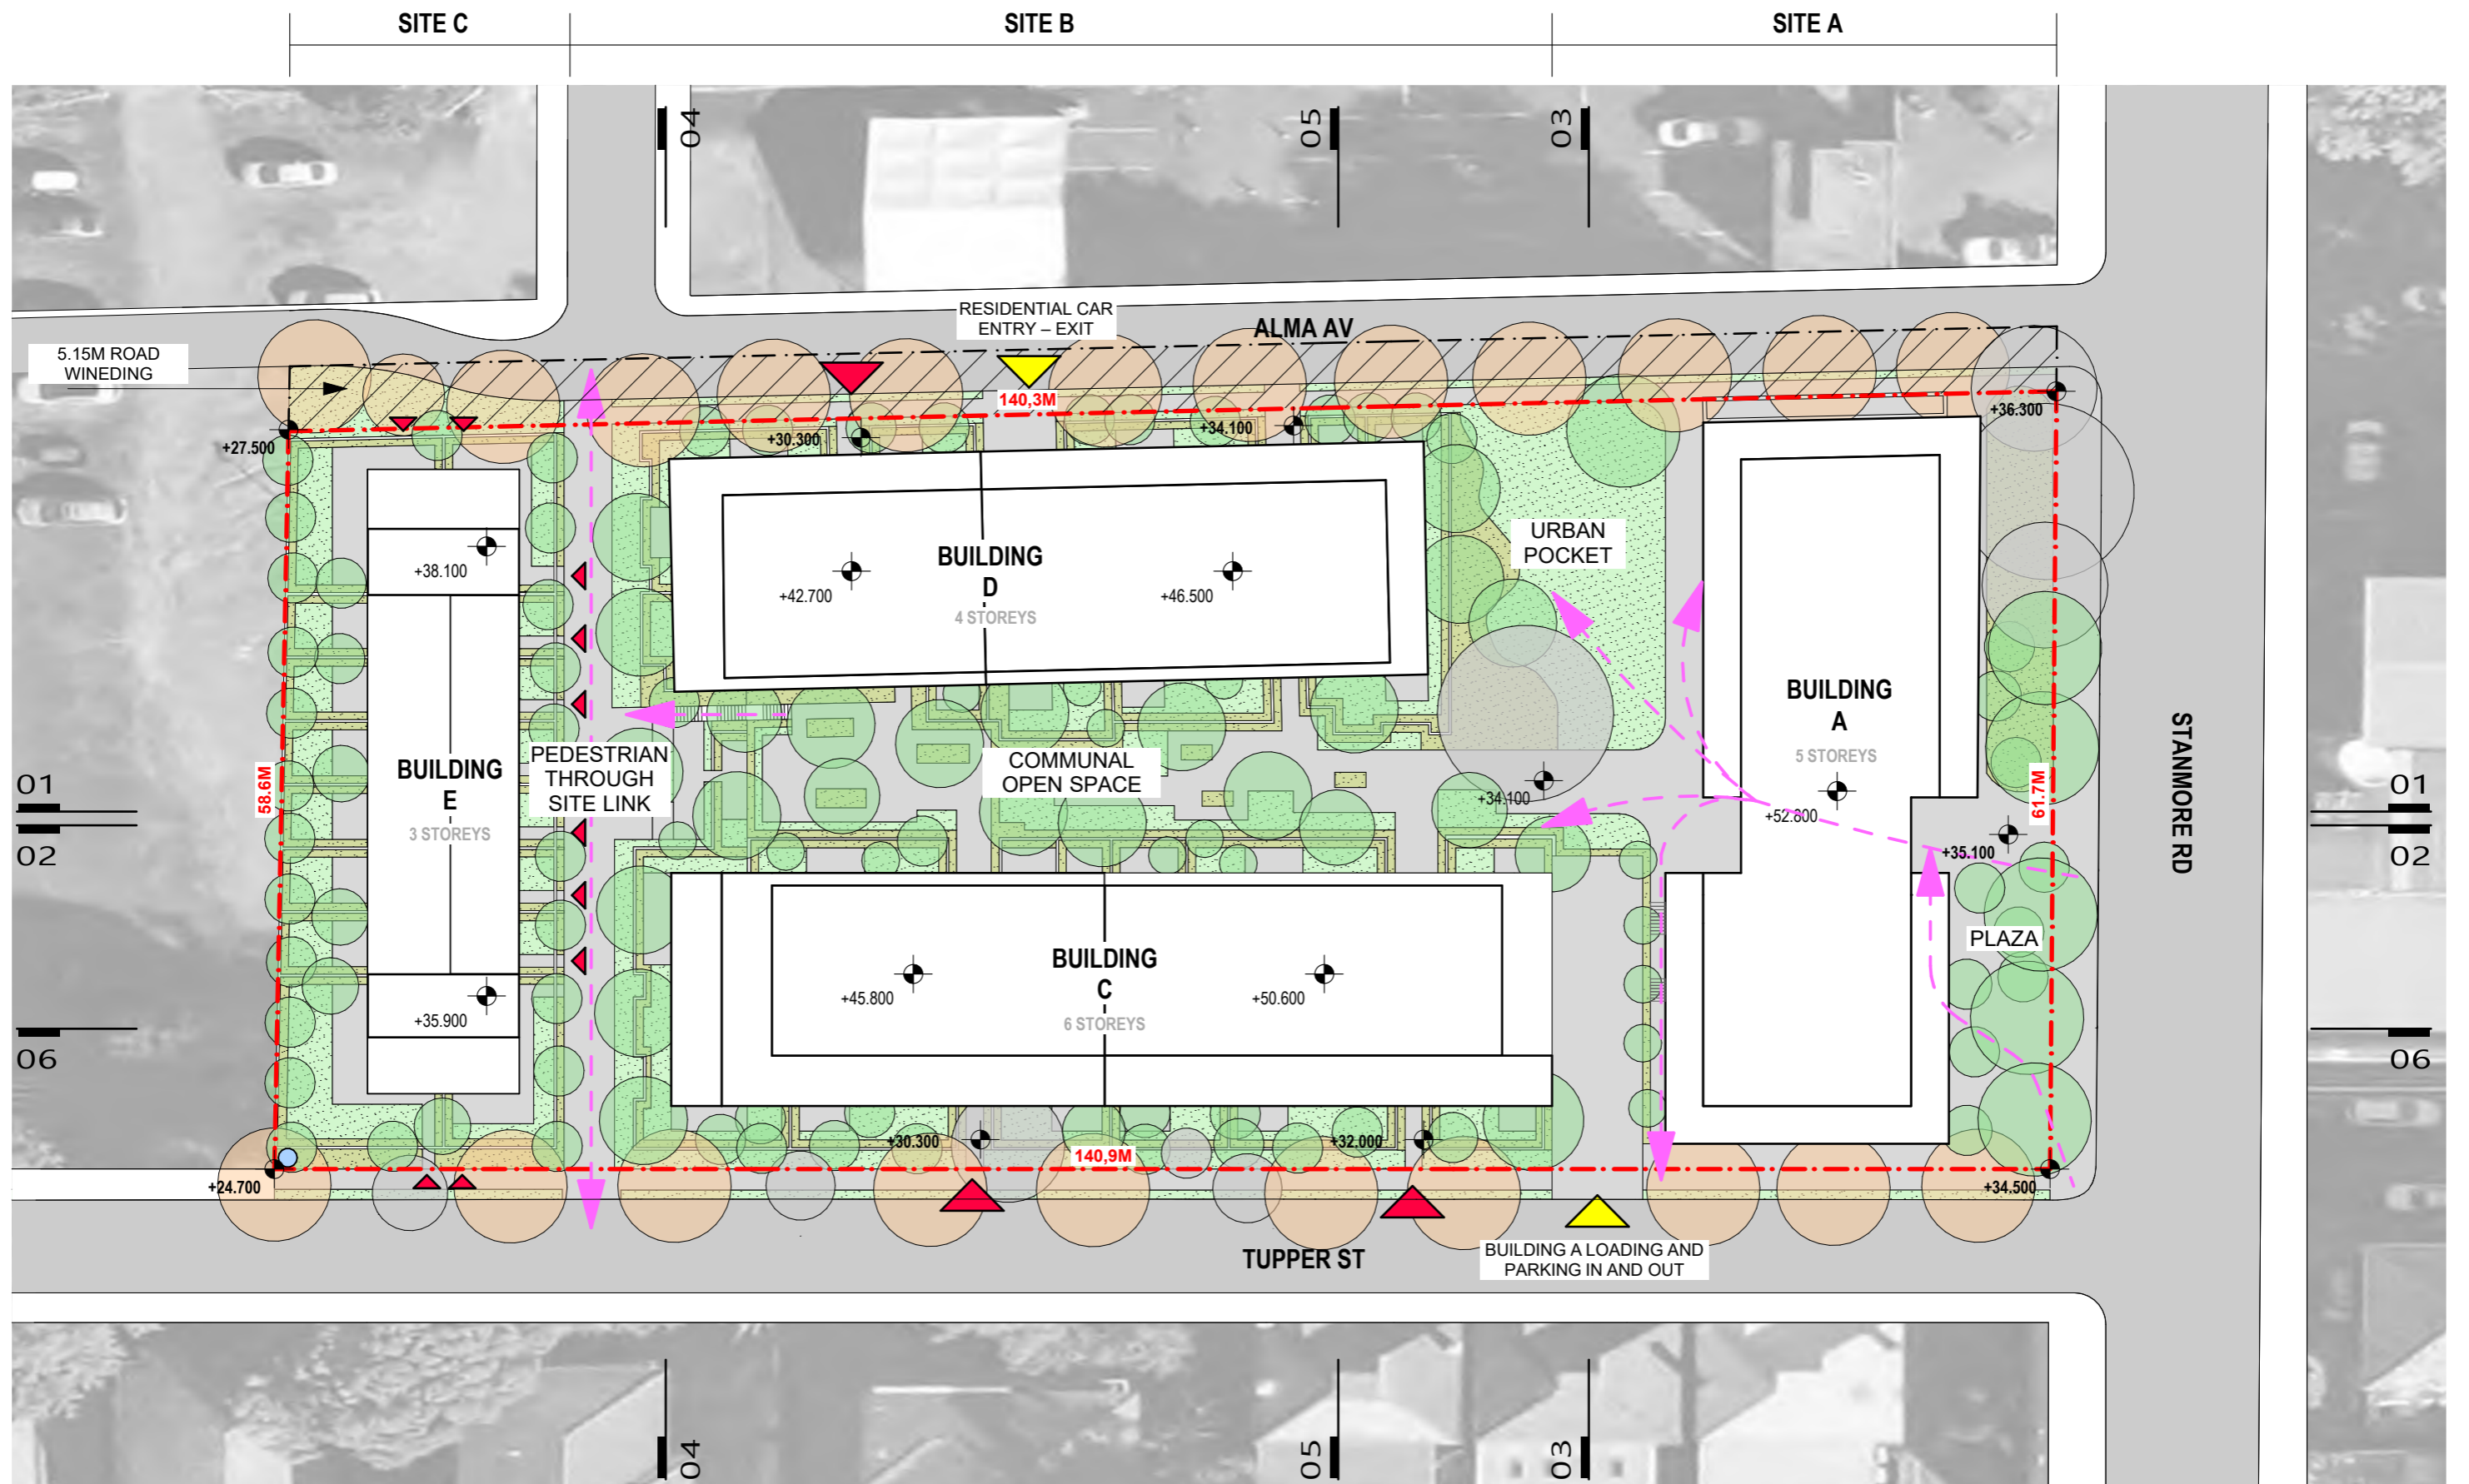 SITE C
SITE B
SITE A
04
05
03
RESIDENTIAL CAR
ENTRY – EXIT
ALMA AV
5.15M ROAD
WINEDING
140,3M
+36.300
+27.500
+30.300
+34.100
URBAN
POCKET
+38.100
BUILDING
D
4 STOREYS
+42.700
+46.500
BUILDING
A
5 STOREYS
STANMORE RD
BUILDING
E
3 STOREYS
PEDESTRIAN
THROUGH
SITE LINK
COMMUNAL
OPEN SPACE
58.6M
61.7M
+34.100
+52.800
+35.100
01
02
01
02
PLAZA
BUILDING
C
6 STOREYS
+45.800
+50.600
+35.900
06
06
+30.300
+32.000
140,9M
+24.700
+34.500
TUPPER ST
BUILDING A LOADING AND
PARKING IN AND OUT
04
05
03